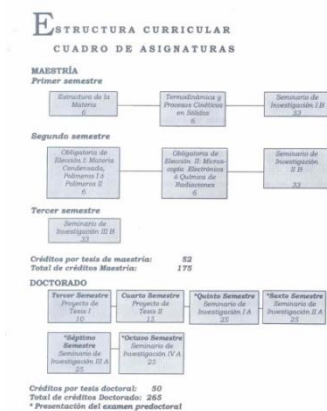 ESTRUCTURA CURRICULAR
CUADRO DE ASIGNATURAS
MAESTRÍA
Primer semestre
Estructura de la
Materia
6
Termodinámica y
Procesos Cinéticos
en Sólidos
6
Seminario de
Investigación I B
33
Segundo semestre
Obligatoria de
Elección I: Materia
Condensada,
Polímeros I ó
Polímeros II
6
Obligatoria de
Elección II: Micros-
copía Electrónica
ó Química de
Radiaciones
6
Seminario de
Investigación
II B
33
Tercer semestre
Seminario de
Investigación III B
33
Créditos por tesis de maestría: 52
Total de créditos Maestría: 175
DOCTORADO
Tercer Semestre
Proyecto de
Tesis I
10
Cuarto Semestre
Proyecto de
Tesis II
15
*Quinto Semestre
Seminario de
Investigación I A
25
*Sexto Semestre
Seminario de
Investigación II A
25
*Séptimo
Semestre
Seminario de
Investigación III A
25
*Octavo Semestre
Seminario de
Investigación IV A
25
Créditos por tesis doctoral: 50
Total de créditos Doctorado: 265
* Presentación del examen predoctoral